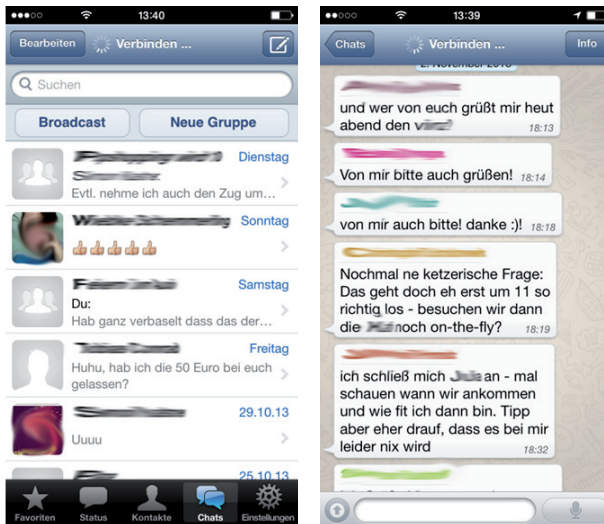 13:40
Bearbeiten
Verbinden ...
Suchen
Broadcast
Neue Gruppe
Dienstag
Evtl. nehme ich auch den Zug um...
Sonntag
👍👍👍👍👍
Samstag
Du:
Hab ganz verbaselt dass das der...
Freitag
Huhu, hab ich die 50 Euro bei euch
gelassen?
29.10.13
Uuuu
25.10.13
Favoriten
Status
Kontakte
Chats
Einstellungen
13:39
Chats
Verbinden ...
Info
2. November 2013
und wer von euch grüßt mir heut
abend den
18:13
Von mir bitte auch grüßen! 18:14
von mir auch bitte! danke :)! 18:18
Nochmal ne ketzerische Frage:
Das geht doch eh erst um 11 so
richtig los - besuchen wir dann
die noch on-the-fly? 18:19
ich schließ mich an - mal
schauen wann wir ankommen
und wie fit ich dann bin. Tipp
aber eher drauf, dass es bei mir
leider nix wird 18:32